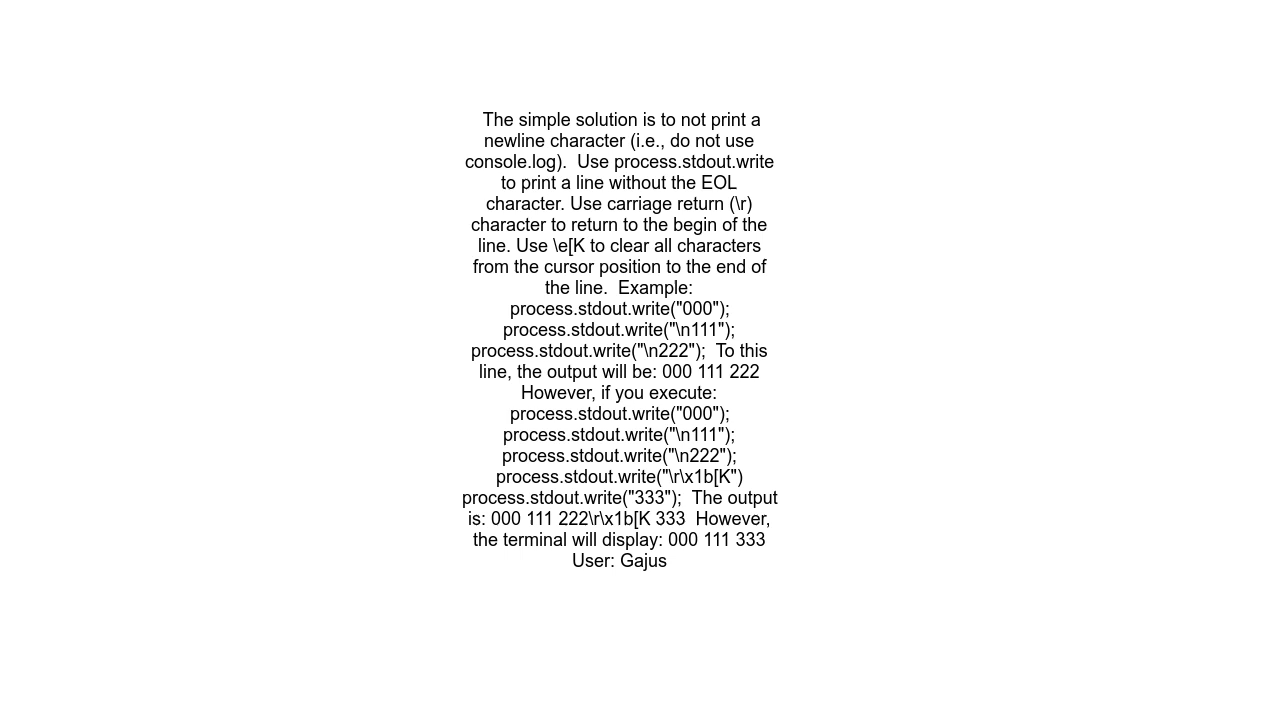 The simple solution is to not print a
newline character (i.e., do not use
console.log).  Use process.stdout.write
to print a line without the EOL
character. Use carriage return (\r)
character to return to the begin of the
line. Use \e[K to clear all characters
from the cursor position to the end of
the line.  Example:
process.stdout.write("000");
process.stdout.write("\n111");
process.stdout.write("\n222");  To this
line, the output will be: 000 111 222
However, if you execute:
process.stdout.write("000");
process.stdout.write("\n111");
process.stdout.write("\n222");
process.stdout.write("\r\x1b[K")
process.stdout.write("333");  The output
is: 000 111 222\r\x1b[K 333  However,
the terminal will display: 000 111 333
User: Gajus